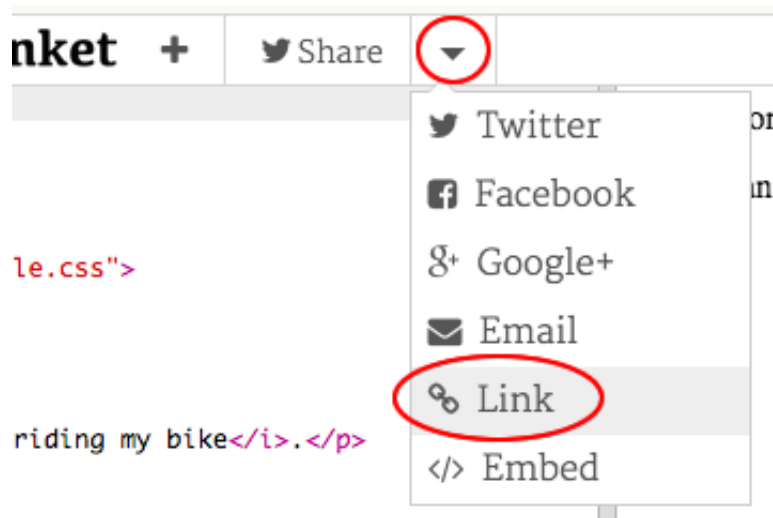 nket + Share
Twitter
Facebook
g+ Google+
Email
le.css">
Link
riding my bike</i>.</p>
</> Embed